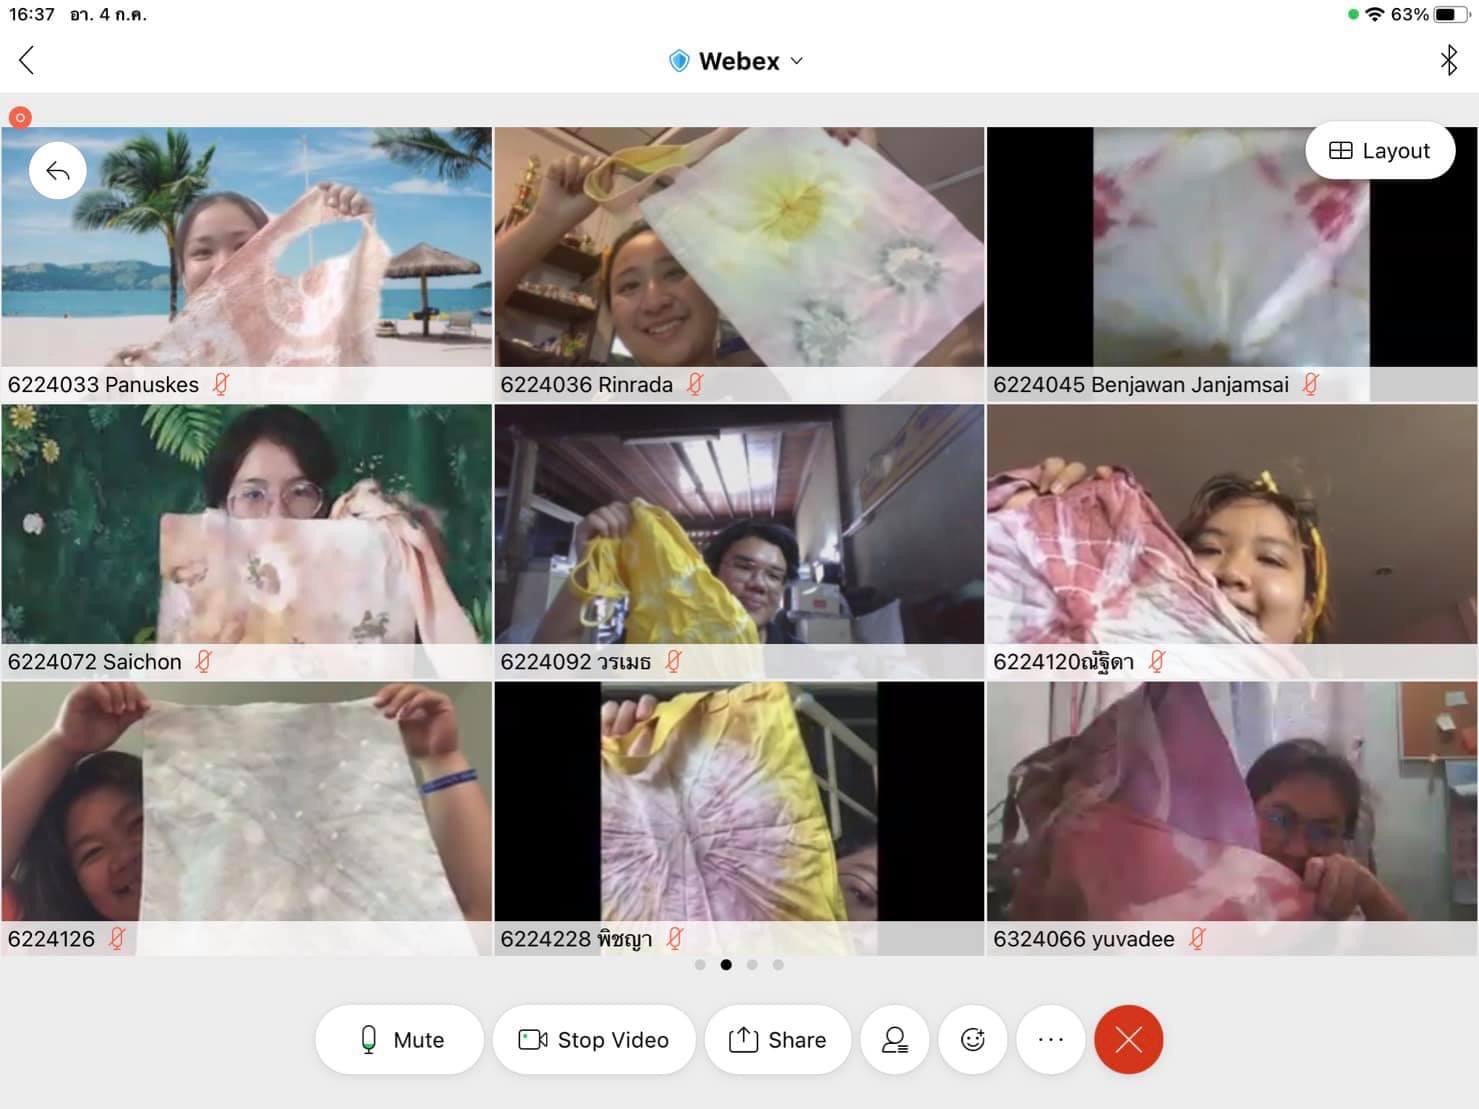 16:37 อา. 4 ก.ค.
63%
Webex
Layout
6224033 Panuskes
6224036 Rinrada
6224045 Benjawan Janjamsai
6224072 Saichon
6224092 วรเมธ
6224120ณัฐิดา
6224126
6224228 พิชญา
6324066 yuvadee
Mute
Stop Video
Share